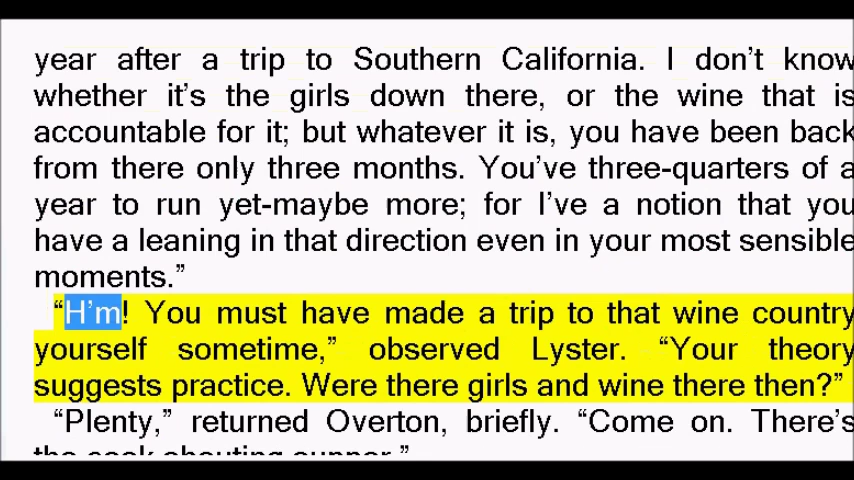 year after a trip to Southern California. I don’t know
whether it’s the girls down there, or the wine that is
accountable for it; but whatever it is, you have been back
from there only three months. You’ve three-quarters of a
year to run yet-maybe more; for I’ve a notion that you
have a leaning in that direction even in your most sensible
moments.”
“H’m! You must have made a trip to that wine country
yourself sometime,” observed Lyster. “Your theory
suggests practice. Were there girls and wine there then?”
“Plenty,” returned Overton, briefly. “Come on. There’s
the cook shouting supper.”